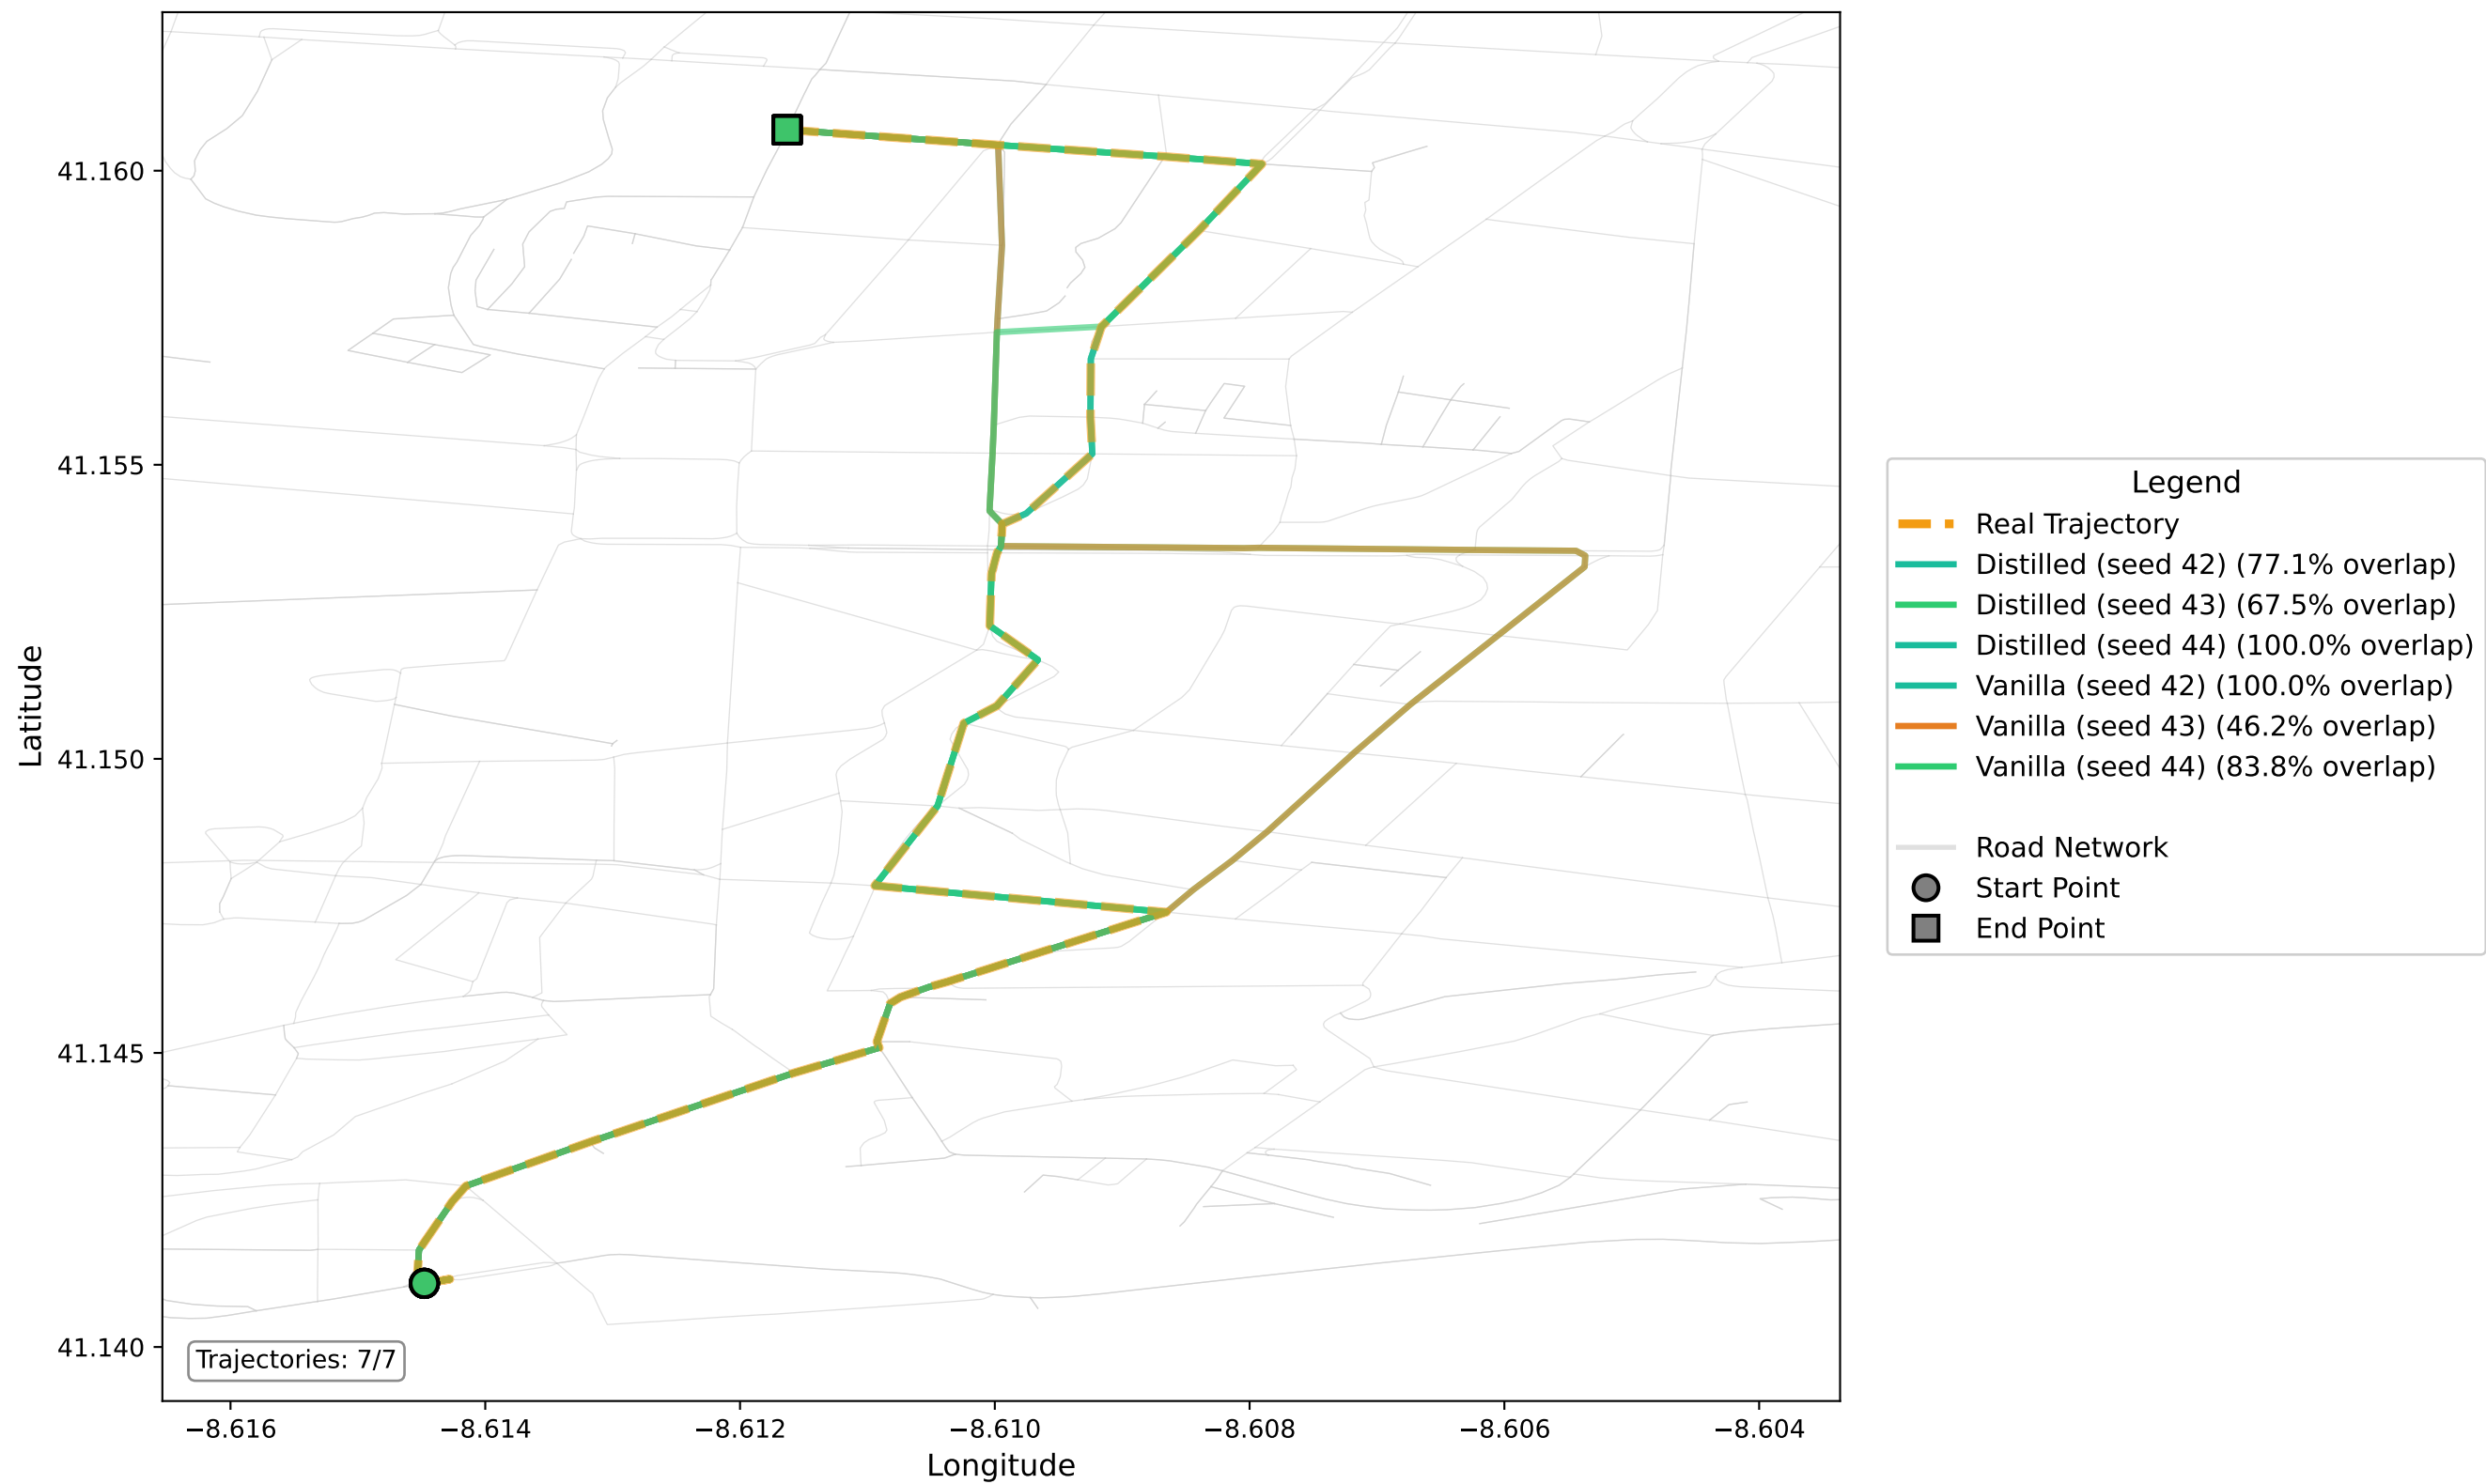 41.160
41.155
41.150
41.145
41.140
Latitude
−8.616
−8.614
−8.612
−8.610
−8.608
−8.606
−8.604
Longitude
Trajectories: 7/7
Legend
Real Trajectory
Distilled (seed 42) (77.1% overlap)
Distilled (seed 43) (67.5% overlap)
Distilled (seed 44) (100.0% overlap)
Vanilla (seed 42) (100.0% overlap)
Vanilla (seed 43) (46.2% overlap)
Vanilla (seed 44) (83.8% overlap)
Road Network
Start Point
End Point